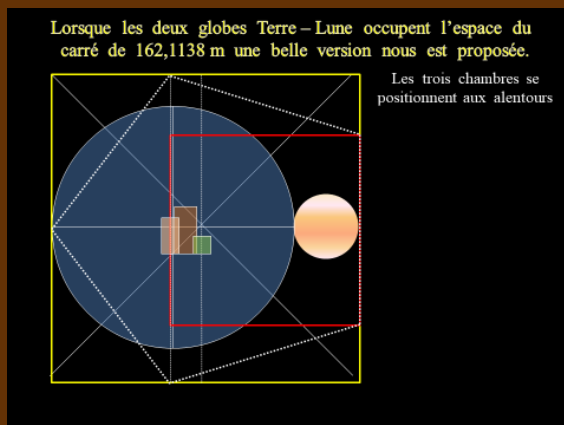 Lorsque les deux globes Terre – Lune occupent l'espace du
carré de 162,1138 m une belle version nous est proposée.
Les trois chambres se
positionnent aux alentours